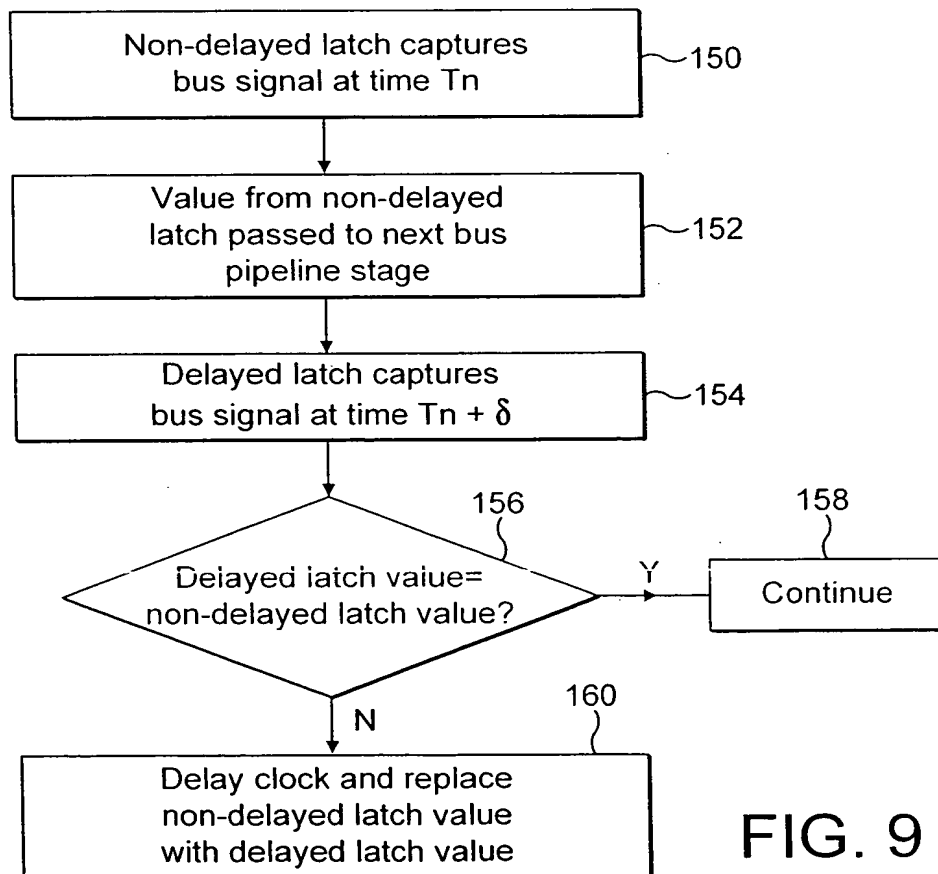 Non-delayed latch captures
bus signal at time Tn
150
Value from non-delayed
latch passed to next bus
pipeline stage
152
Delayed latch captures
bus signal at time Tn + δ
154
156
Delayed latch value=
non-delayed latch value?
Y
158
Continue
N
160
Delay clock and replace
non-delayed latch value
with delayed latch value
FIG. 9